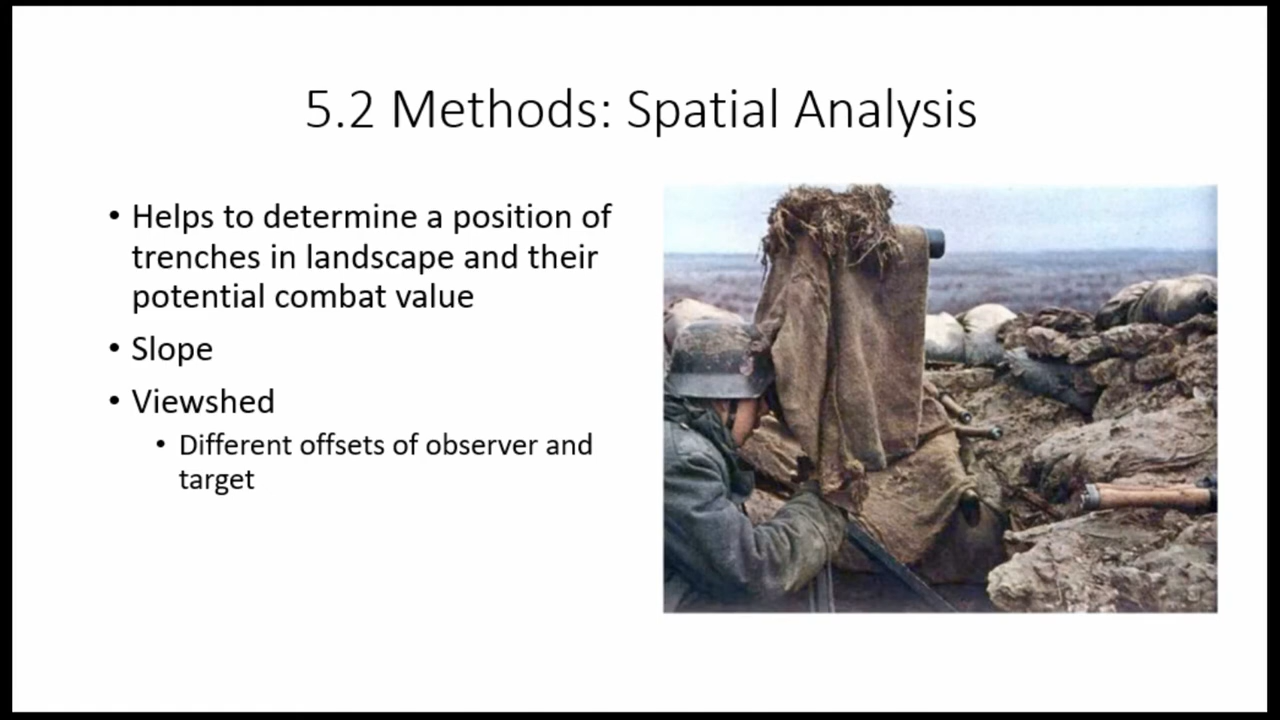 5.2 Methods: Spatial Analysis
• Helps to determine a position of
trenches in landscape and their
potential combat value
• Slope
• Viewshed
• Different offsets of observer and
target